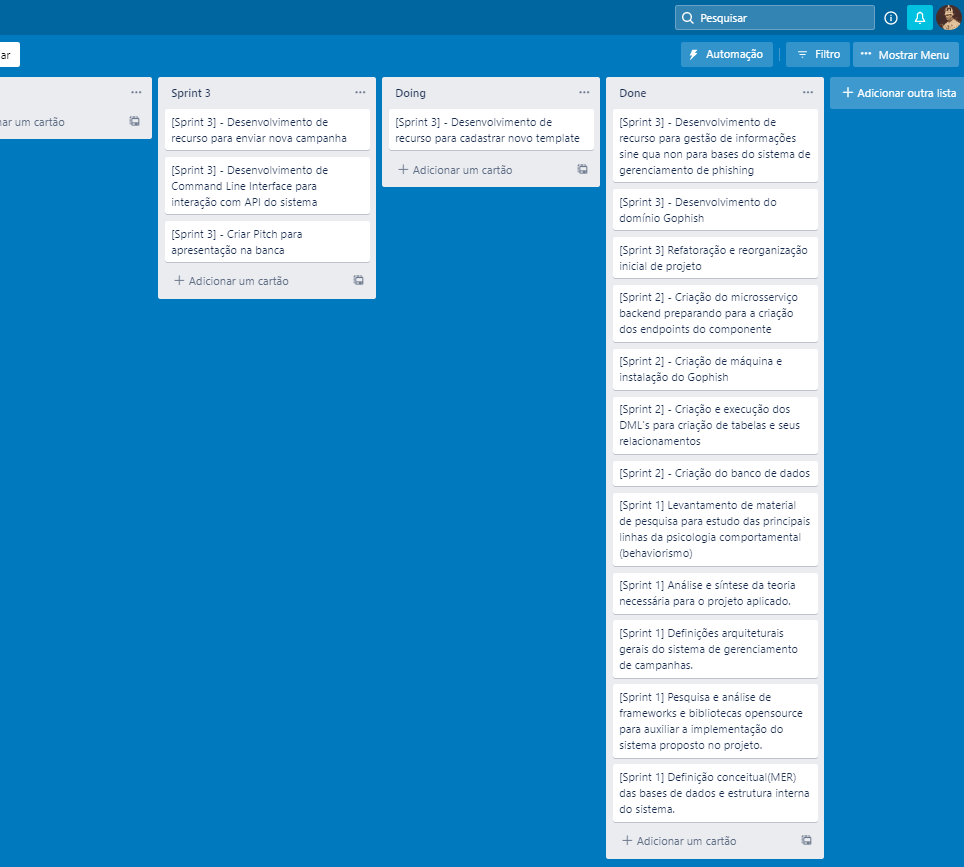 Pesquisar
ar
Automação
Filtro
Mostrar Menu
nar um cartão
Sprint 3
[Sprint 3] - Desenvolvimento de
recurso para enviar nova campanha
[Sprint 3] - Desenvolvimento de
Command Line Interface para
interação com API do sistema
[Sprint 3] - Criar Pitch para
apresentação na banca
Adicionar um cartão
Doing
[Sprint 3] - Desenvolvimento de
recurso para cadastrar novo template
Adicionar um cartão
Done
[Sprint 3] - Desenvolvimento de
recurso para gestão de informações
sine qua non para bases do sistema de
gerenciamento de phishing
[Sprint 3] - Desenvolvimento do
domínio Gophish
[Sprint 3] Refatoração e reorganização
inicial de projeto
[Sprint 2] - Criação do microsserviço
backend preparando para a criação
dos endpoints do componente
[Sprint 2] - Criação de máquina e
instalação do Gophish
[Sprint 2] - Criação e execução dos
DML's para criação de tabelas e seus
relacionamentos
[Sprint 2] - Criação do banco de dados
[Sprint 1] Levantamento de material
de pesquisa para estudo das principais
linhas da psicologia comportamental
(behaviorismo)
[Sprint 1] Análise e síntese da teoria
necessária para o projeto aplicado.
[Sprint 1] Definições arquiteturais
gerais do sistema de gerenciamento
de campanhas.
[Sprint 1] Pesquisa e análise de
frameworks e bibliotecas opensource
para auxiliar a implementação do
sistema proposto no projeto.
[Sprint 1] Definição conceitual(MER)
das bases de dados e estrutura interna
do sistema.
Adicionar um cartão
Adicionar outra lista